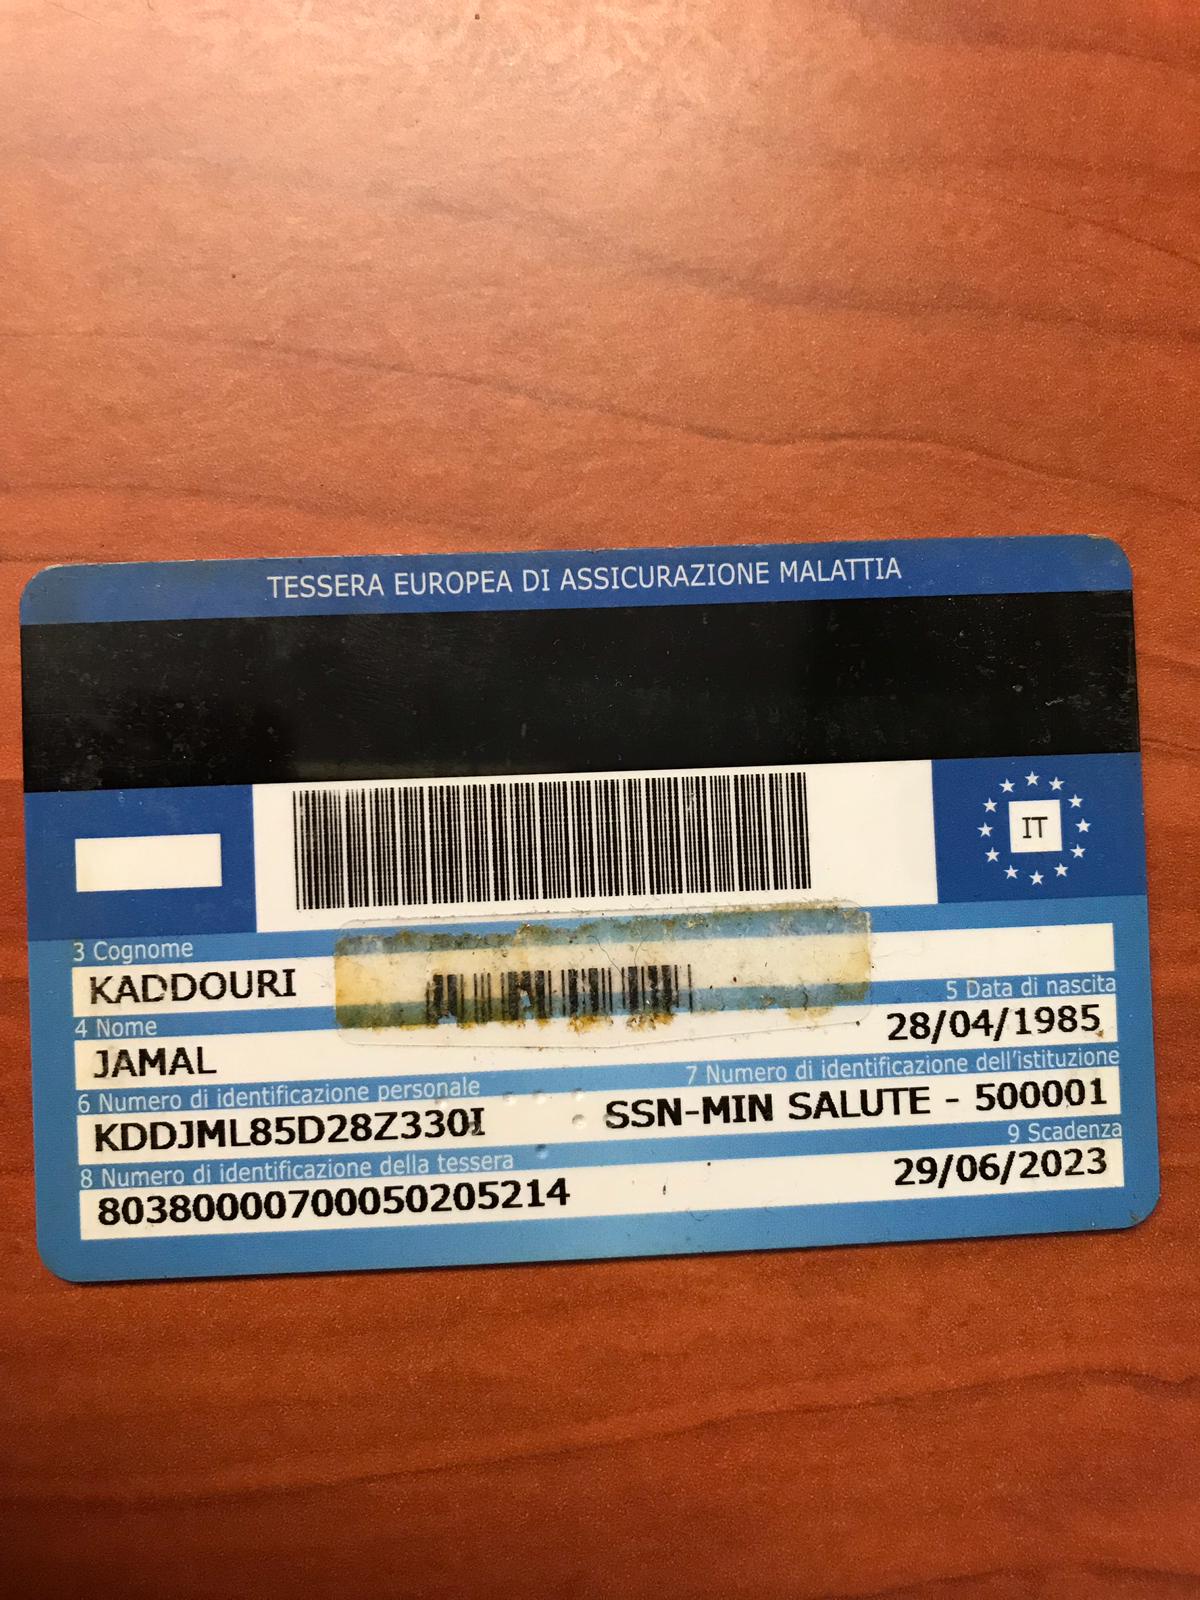 TESSERA EUROPEA DI ASSICURAZIONE MALATTIA
IT
3 Cognome
KADDOURI
4 Nome
5 Data di nascita
JAMAL
28/04/1985
6 Numero di identificazione personale
7 Numero di identificazione dell'istituzione
KDDJML85D28Z330I
SSN-MIN SALUTE - 500001
8 Numero di identificazione della tessera
9 Scadenza
80380000700050205214
29/06/2023